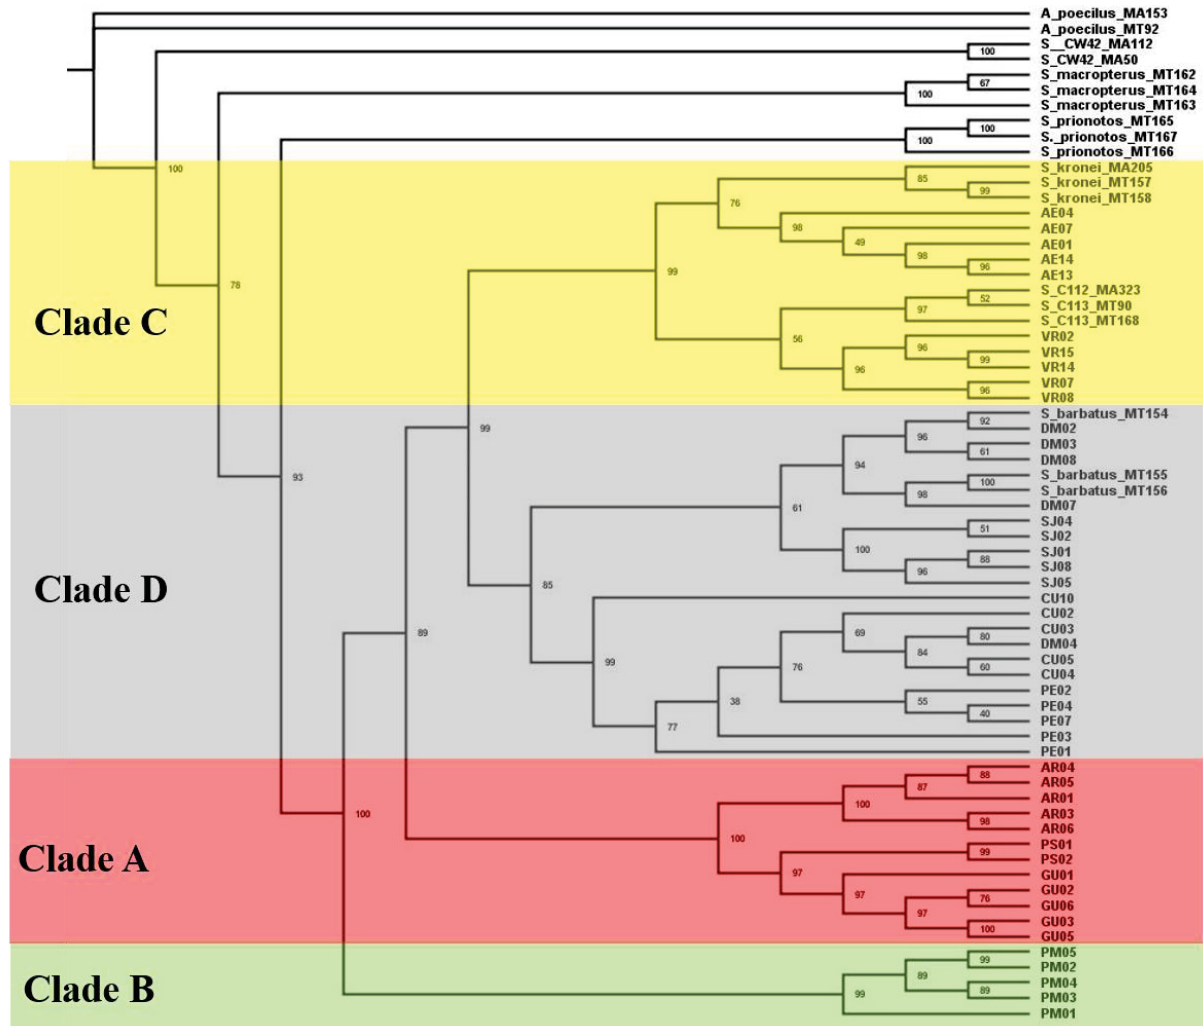 A_poecilus_MA153
A_poecilus_MT92
S__CW42_MA112
100
S_CW42_MA50
S_macropterus_MT162
67
S_macropterus_MT164
100
S_macropterus_MT163
S_prionotos_MT165
100
S._prionotos_MT167
100
S_prionotos_MT166
100
S_kronei_MA205
85
S_kronei_MT157
99
S_kronei_MT158
76
AE04
98
AE07
49
AE01
98
AE14
96
AE13
99
78
S_C112_MA323
52
S_C113_MT90
97
S_C113_MT168
Clade C
VR02
56
96
VR15
99
VR14
96
VR07
96
VR08
S_barbatus_MT154
92
DM02
99
96
DM03
61
DM08
94
93
S_barbatus_MT155
100
S_barbatus_MT156
98
DM07
61
SJ04
51
SJ02
100
SJ01
88
SJ08
96
SJ05
85
Clade D
CU10
CU02
69
CU03
80
DM04
89
84
CU05
60
CU04
99
76
PE02
55
PE04
40
PE07
38
77
PE03
PE01
AR04
88
AR05
87
AR01
100
AR03
98
AR06
100
100
PS01
99
PS02
Clade A
97
GU01
97
GU02
76
GU06
97
GU03
100
GU05
PM05
99
PM02
89
PM04
89
PM03
Clade B
99
PM01